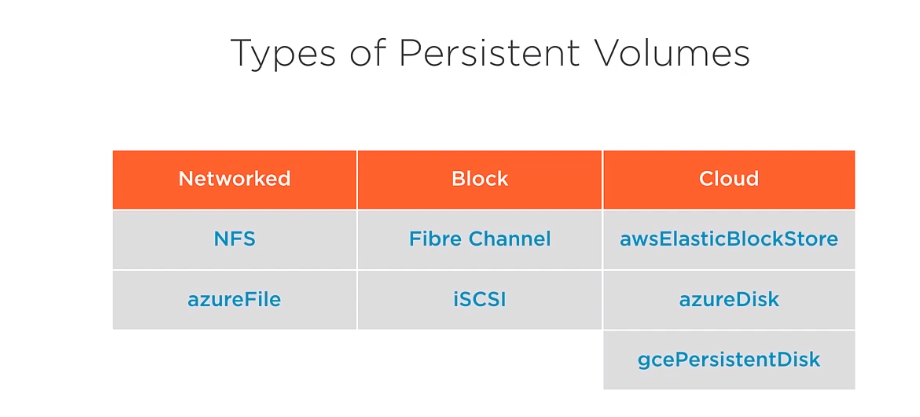 Types of Persistent Volumes
Networked Block Cloud
NFS Fibre Channel awsElasticBlockStore
azureFile iSCSI azureDisk
gcePersistentDisk